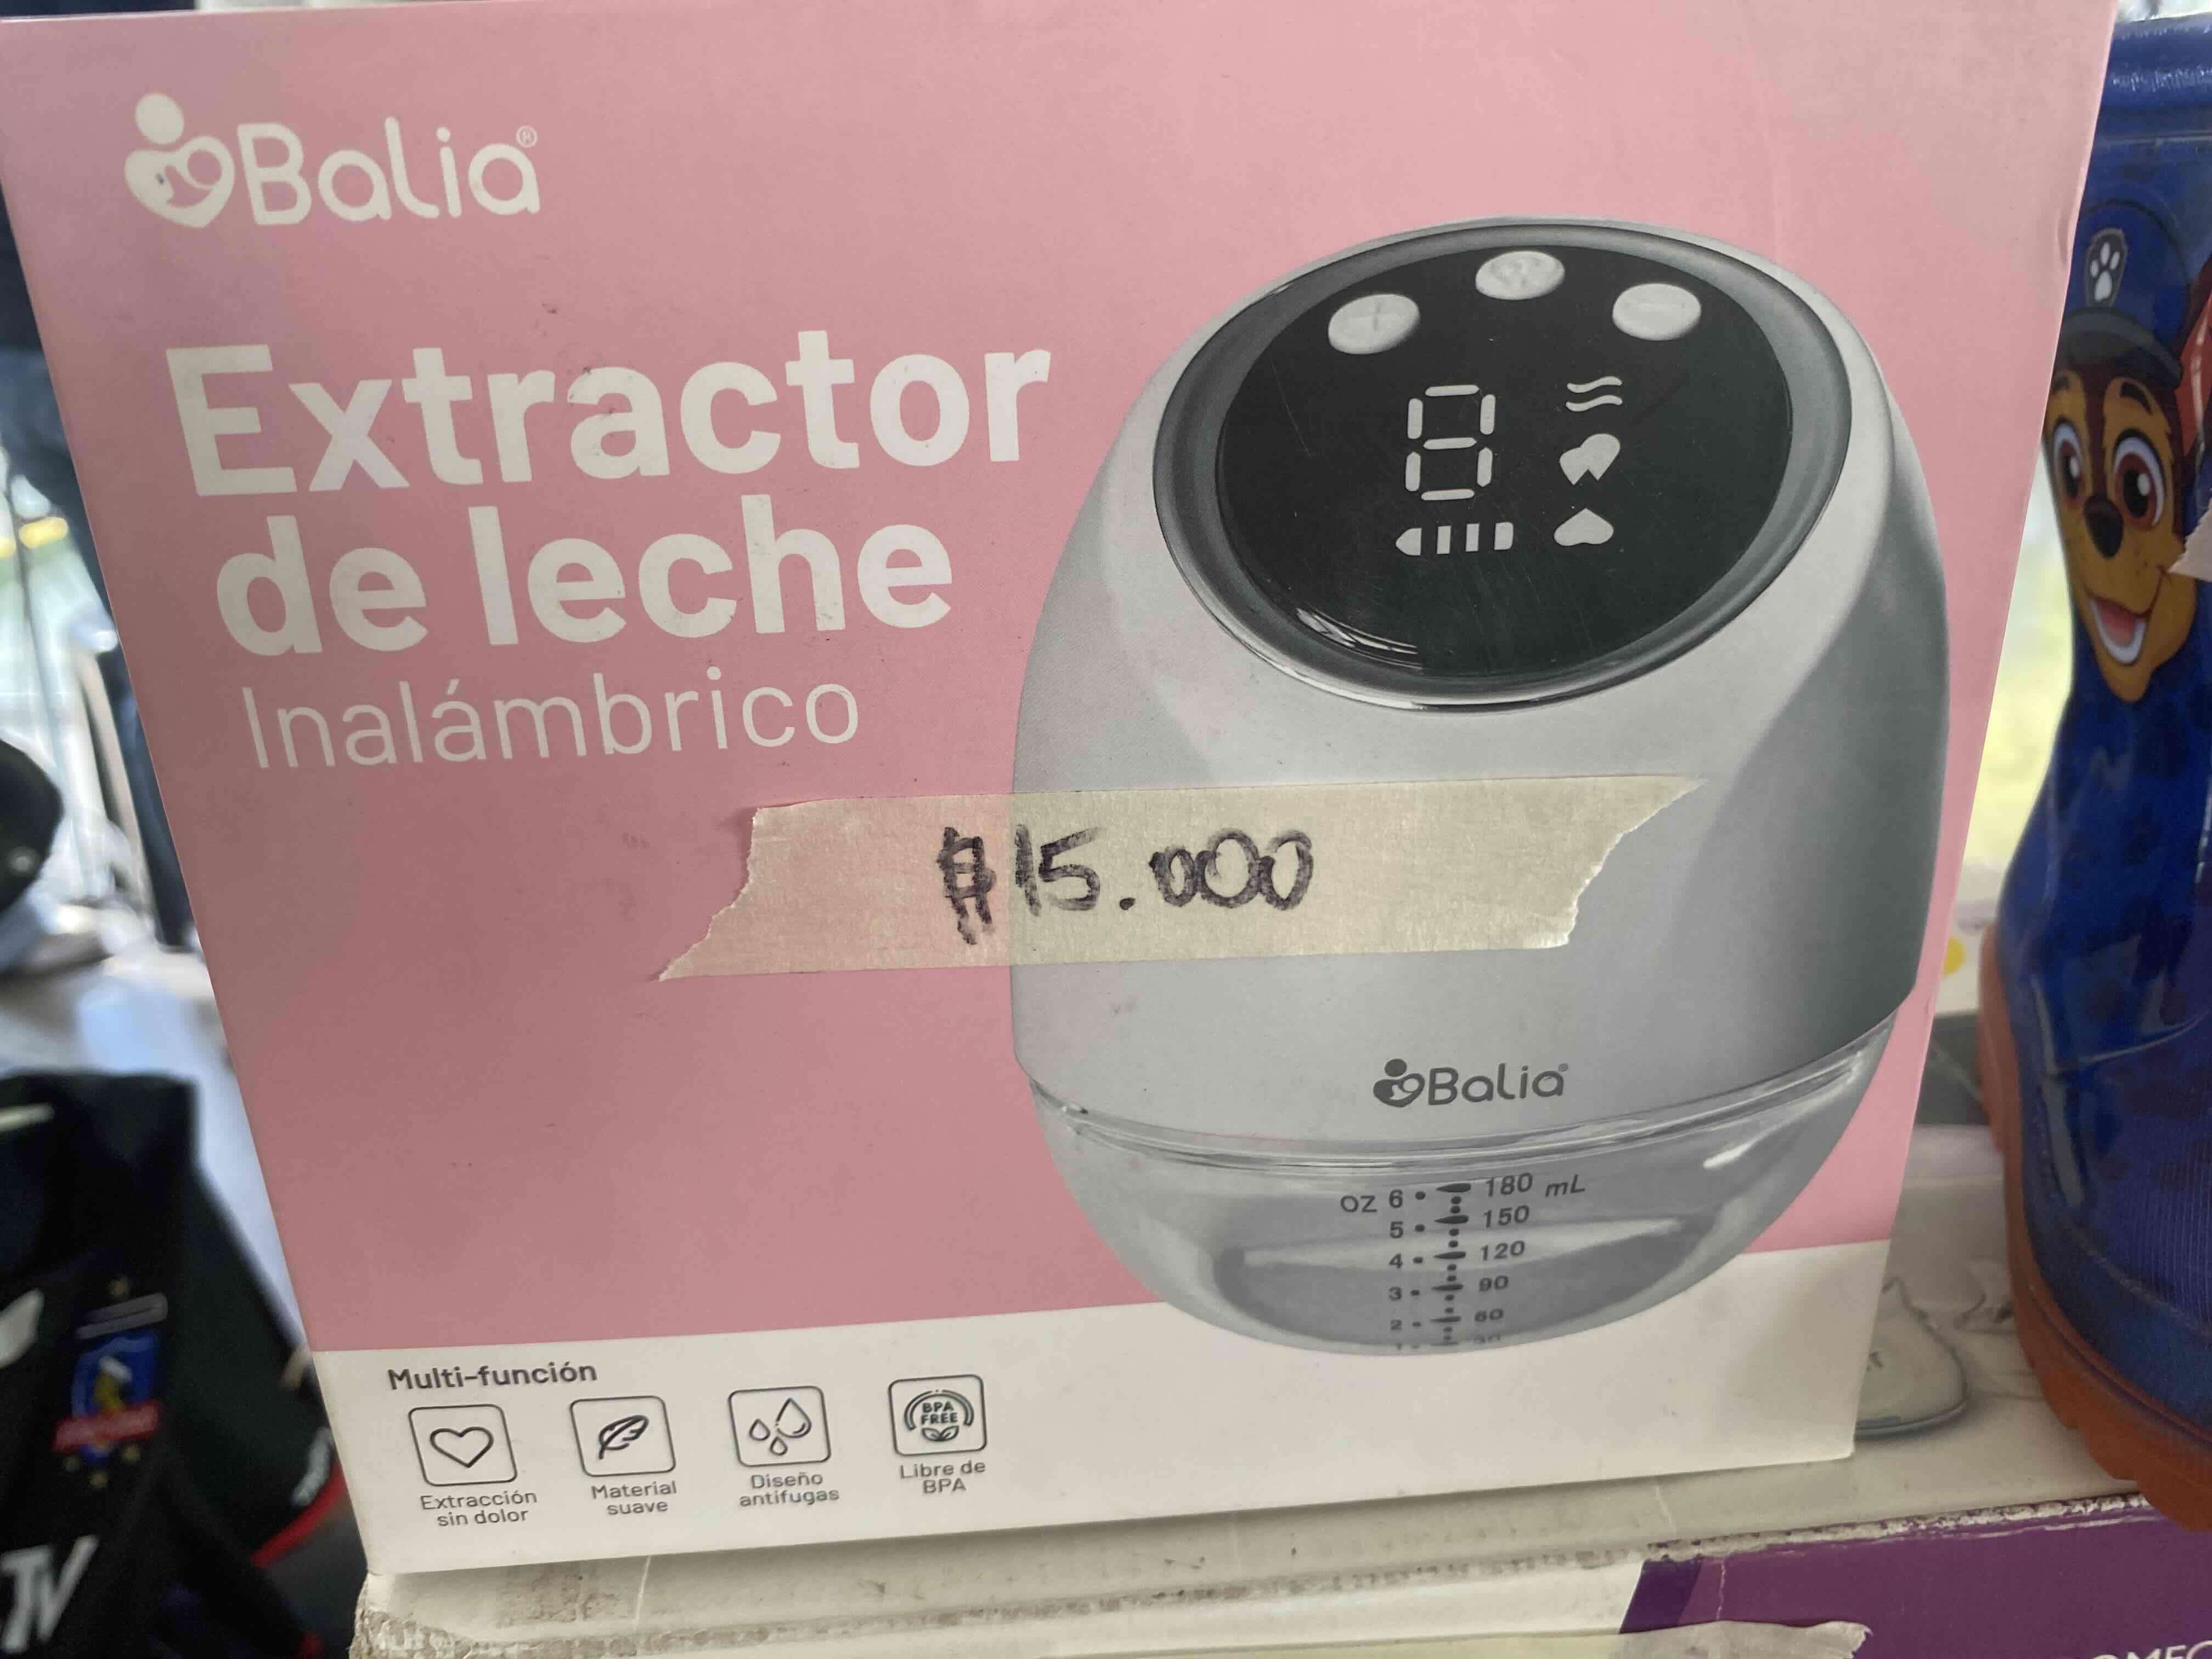 Balia®
Extractor
de leche
Inalámbrico
8
$15.000
Balia
OZ 6 180 mL
5 150
4 120
3 90
2 60
Multi-función
Extracción
sin dolor
Material
suave
Diseño
antifugas
BPA
FREE
Libre de
BPA